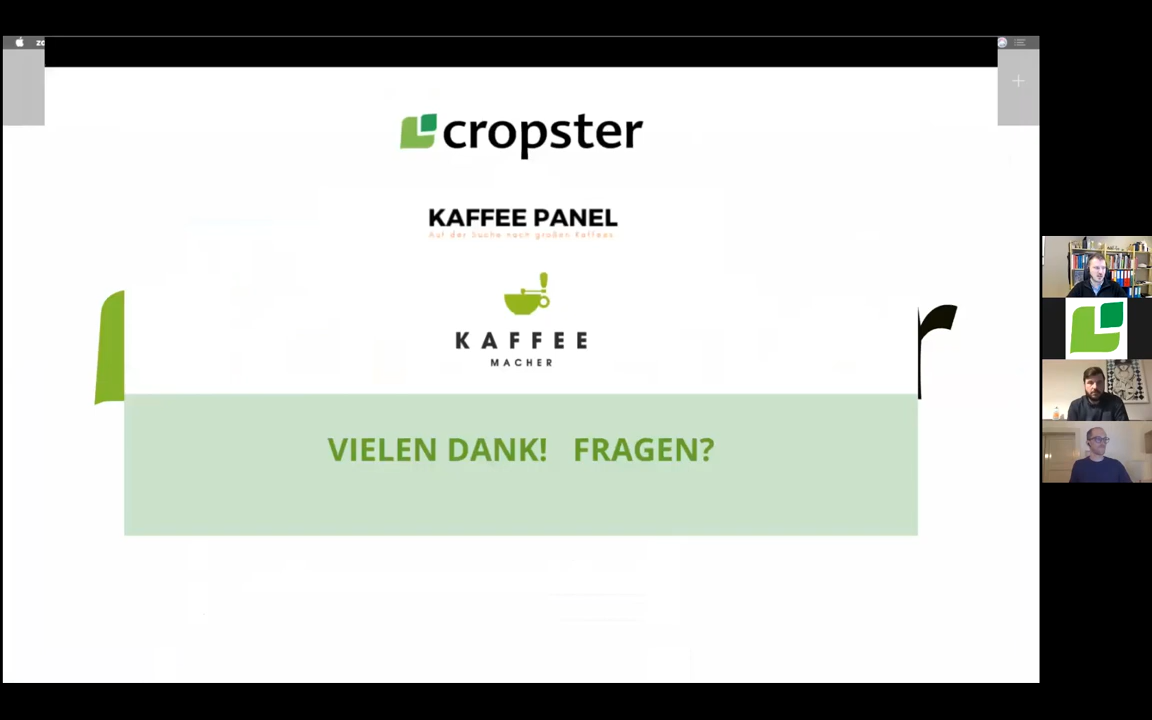 cropster
KAFFEE PANEL
Auf der Suche nach großen Kaffees
KAFFEE
MACHER
VIELEN DANK! FRAGEN?